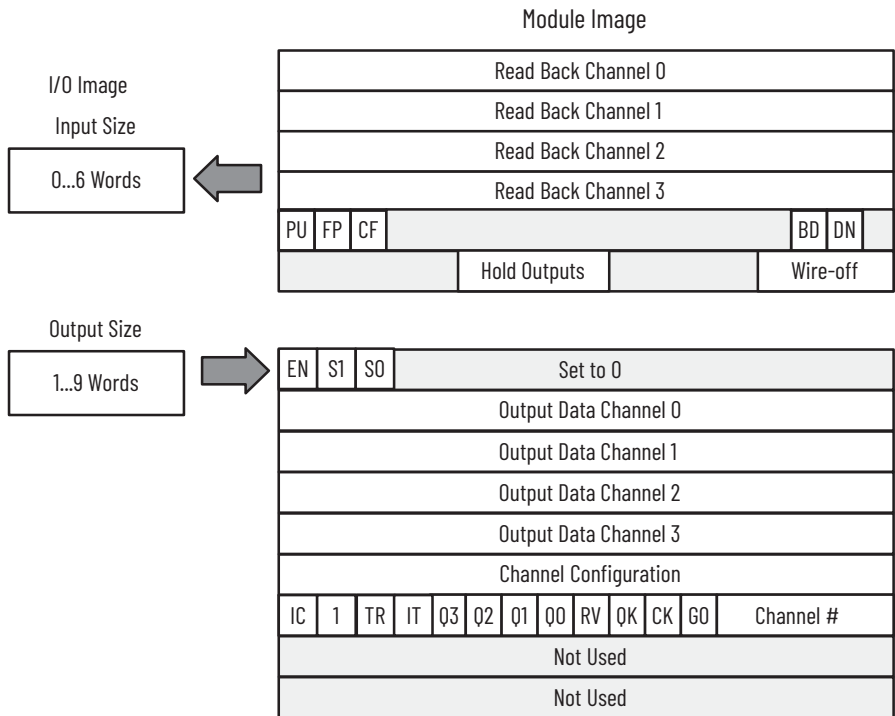 Module Image
I/O Image
Input Size
0...6 Words
Read Back Channel 0
Read Back Channel 1
Read Back Channel 2
Read Back Channel 3
PU FP CF BD DN
Hold Outputs Wire-off
Output Size
1...9 Words
EN S1 S0 Set to 0
Output Data Channel 0
Output Data Channel 1
Output Data Channel 2
Output Data Channel 3
Channel Configuration
IC 1 TR IT Q3 Q2 Q1 Q0 RV QK CK GO Channel #
Not Used
Not Used